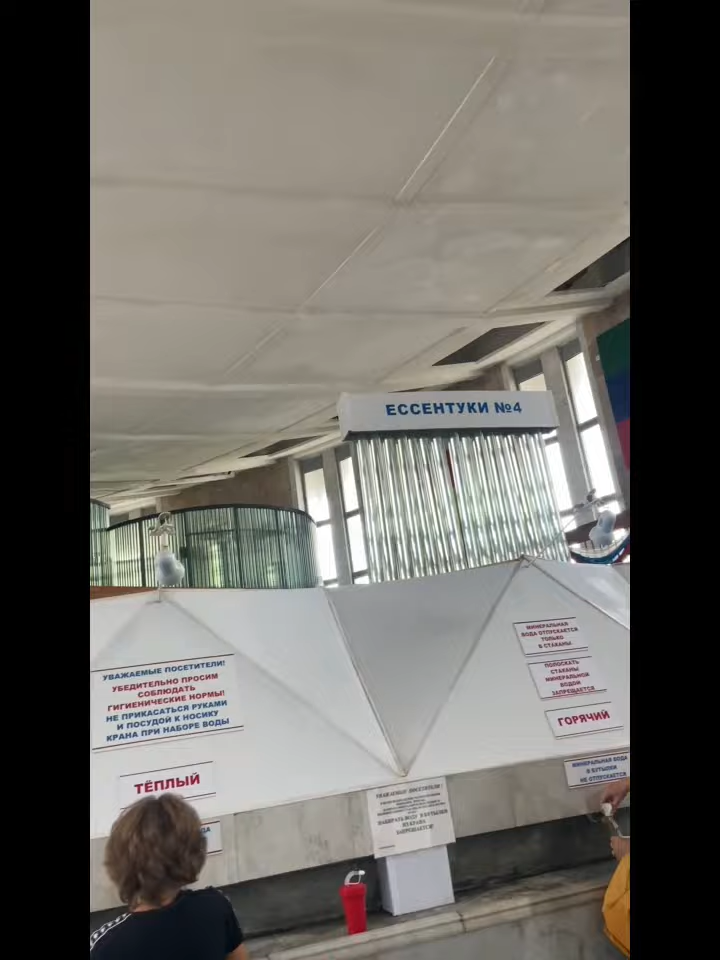 ЕССЕНТУКИ №4
УВАЖАЕМЫЕ ПОСЕТИТЕЛИ!
УБЕДИТЕЛЬНО ПРОСИМ
СОБЛЮДАТЬ
ГИГИЕНИЧЕСКИЕ НОРМЫ!
НЕ ПРИКАСАТЬСЯ РУКАМИ
И ПОСУДОЙ К НОСИКУ
КРАНА ПРИ НАБОРЕ ВОДЫ
ТЁПЛЫЙ
МИНЕРАЛЬНАЯ
ВОДА ОТПУСКАЕТСЯ
ТОЛЬКО
В СТАКАНЫ
ПОЛОСКАТЬ
СТАКАНЫ
МИНЕРАЛЬНОЙ
ВОДОЙ
ЗАПРЕЩАЕТСЯ
ГОРЯЧИЙ
МИНЕРАЛЬНАЯ ВОДА
В БУТЫЛКИ
НЕ ОТПУСКАЕТСЯ
УВАЖАЕМЫЕ ПОСЕТИТЕЛИ!
НАБИРАТЬ ВОДУ В БУТЫЛКИ
ИЗ КРАНА
ЗАПРЕЩАЕТСЯ!